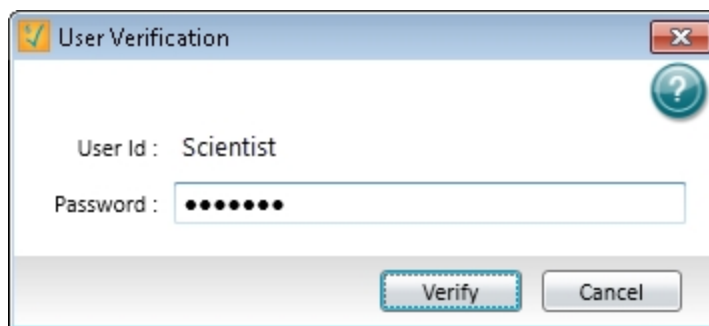 User Verification
?
User Id : Scientist
Password : •••••••
Verify Cancel